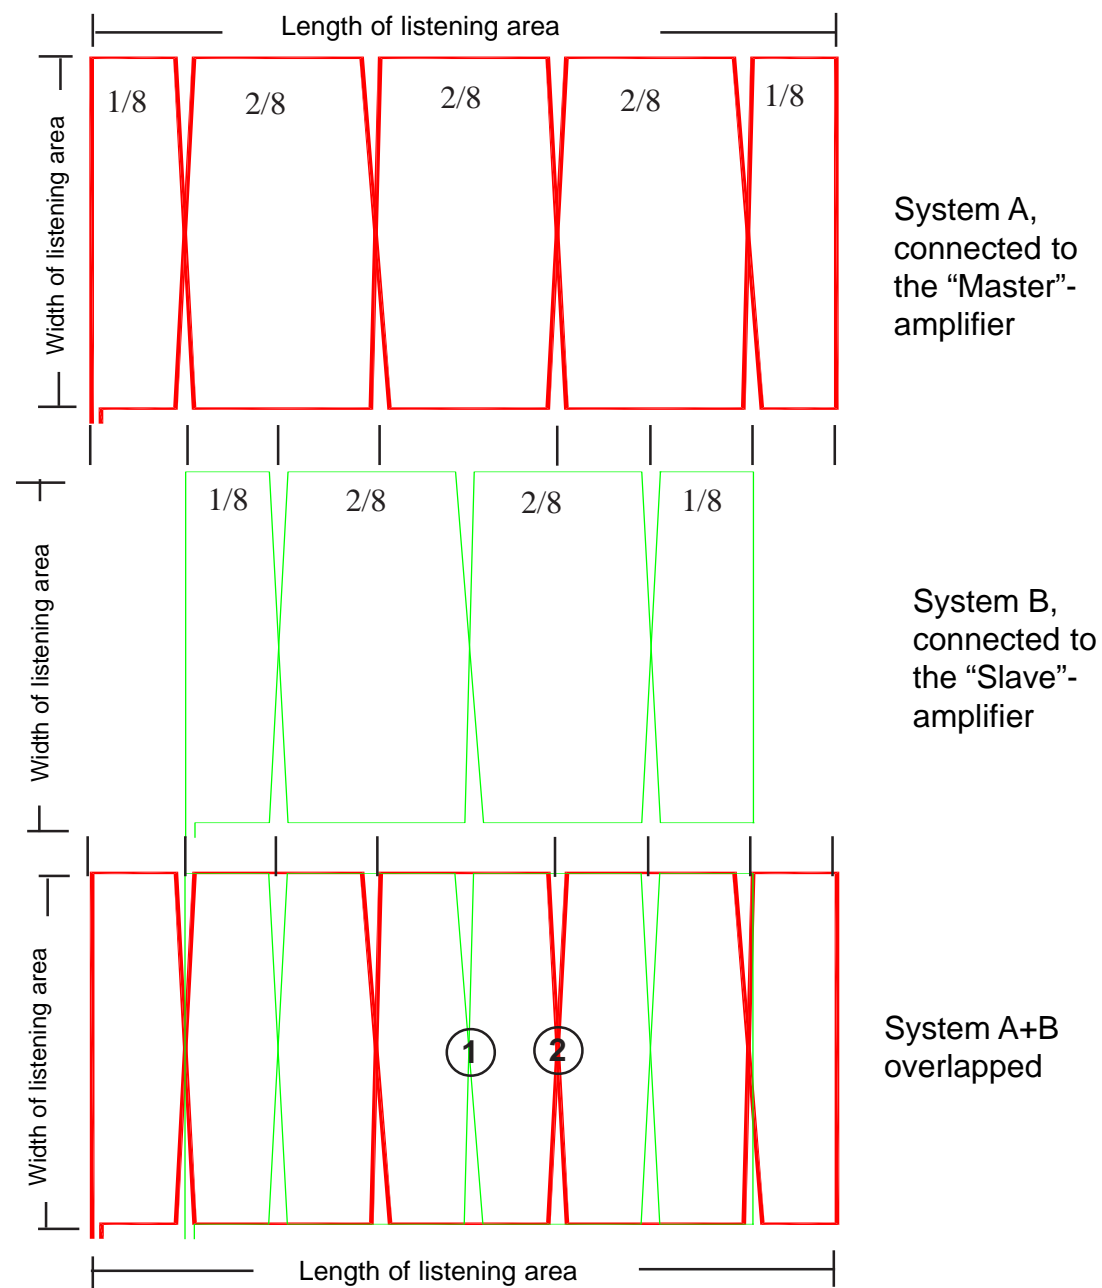 Length of listening area
1/8
2/8
2/8
2/8
1/8
Width of listening area
System A,
connected to
the “Master”-
amplifier
1/8
2/8
2/8
1/8
Width of listening area
System B,
connected to
the “Slave”-
amplifier
Width of listening area
1
2
System A+B
overlapped
Length of listening area